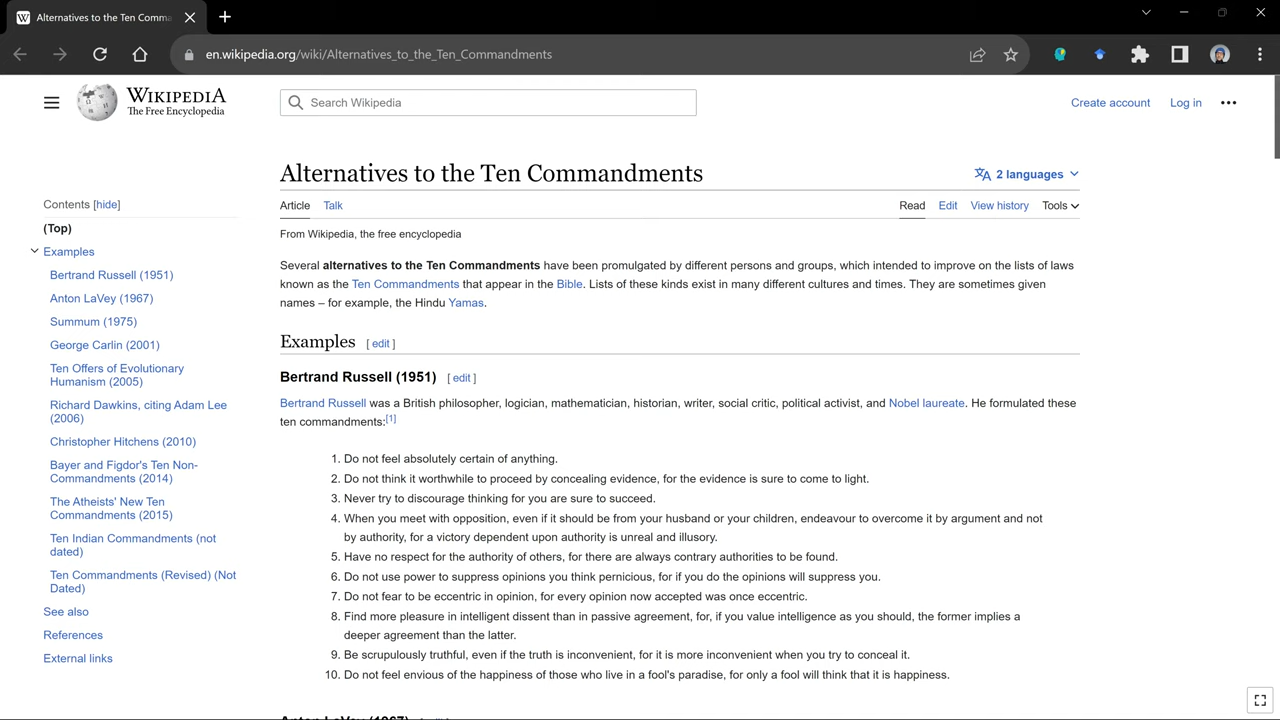 Alternatives to the Ten Comma
en.wikipedia.org/wiki/Alternatives_to_the_Ten_Commandments
WIKIPEDIA
The Free Encyclopedia
Search Wikipedia
Create account
Log in
Contents [hide]
(Top)
Examples
Bertrand Russell (1951)
Anton LaVey (1967)
Summum (1975)
George Carlin (2001)
Ten Offers of Evolutionary
Humanism (2005)
Richard Dawkins, citing Adam Lee
(2006)
Christopher Hitchens (2010)
Bayer and Figdor's Ten Non-
Commandments (2014)
The Atheists' New Ten
Commandments (2015)
Ten Indian Commandments (not
dated)
Ten Commandments (Revised) (Not
Dated)
See also
References
External links
Alternatives to the Ten Commandments
2 languages
Article Talk
Read Edit View history Tools
From Wikipedia, the free encyclopedia
Several alternatives to the Ten Commandments have been promulgated by different persons and groups, which intended to improve on the lists of laws
known as the Ten Commandments that appear in the Bible. Lists of these kinds exist in many different cultures and times. They are sometimes given
names – for example, the Hindu Yamas.
Examples [ edit ]
Bertrand Russell (1951) [ edit ]
Bertrand Russell was a British philosopher, logician, mathematician, historian, writer, social critic, political activist, and Nobel laureate. He formulated these
ten commandments:[1]
1. Do not feel absolutely certain of anything.
2. Do not think it worthwhile to proceed by concealing evidence, for the evidence is sure to come to light.
3. Never try to discourage thinking for you are sure to succeed.
4. When you meet with opposition, even if it should be from your husband or your children, endeavour to overcome it by argument and not
by authority, for a victory dependent upon authority is unreal and illusory.
5. Have no respect for the authority of others, for there are always contrary authorities to be found.
6. Do not use power to suppress opinions you think pernicious, for if you do the opinions will suppress you.
7. Do not fear to be eccentric in opinion, for every opinion now accepted was once eccentric.
8. Find more pleasure in intelligent dissent than in passive agreement, for, if you value intelligence as you should, the former implies a
deeper agreement than the latter.
9. Be scrupulously truthful, even if the truth is inconvenient, for it is more inconvenient when you try to conceal it.
10. Do not feel envious of the happiness of those who live in a fool's paradise, for only a fool will think that it is happiness.